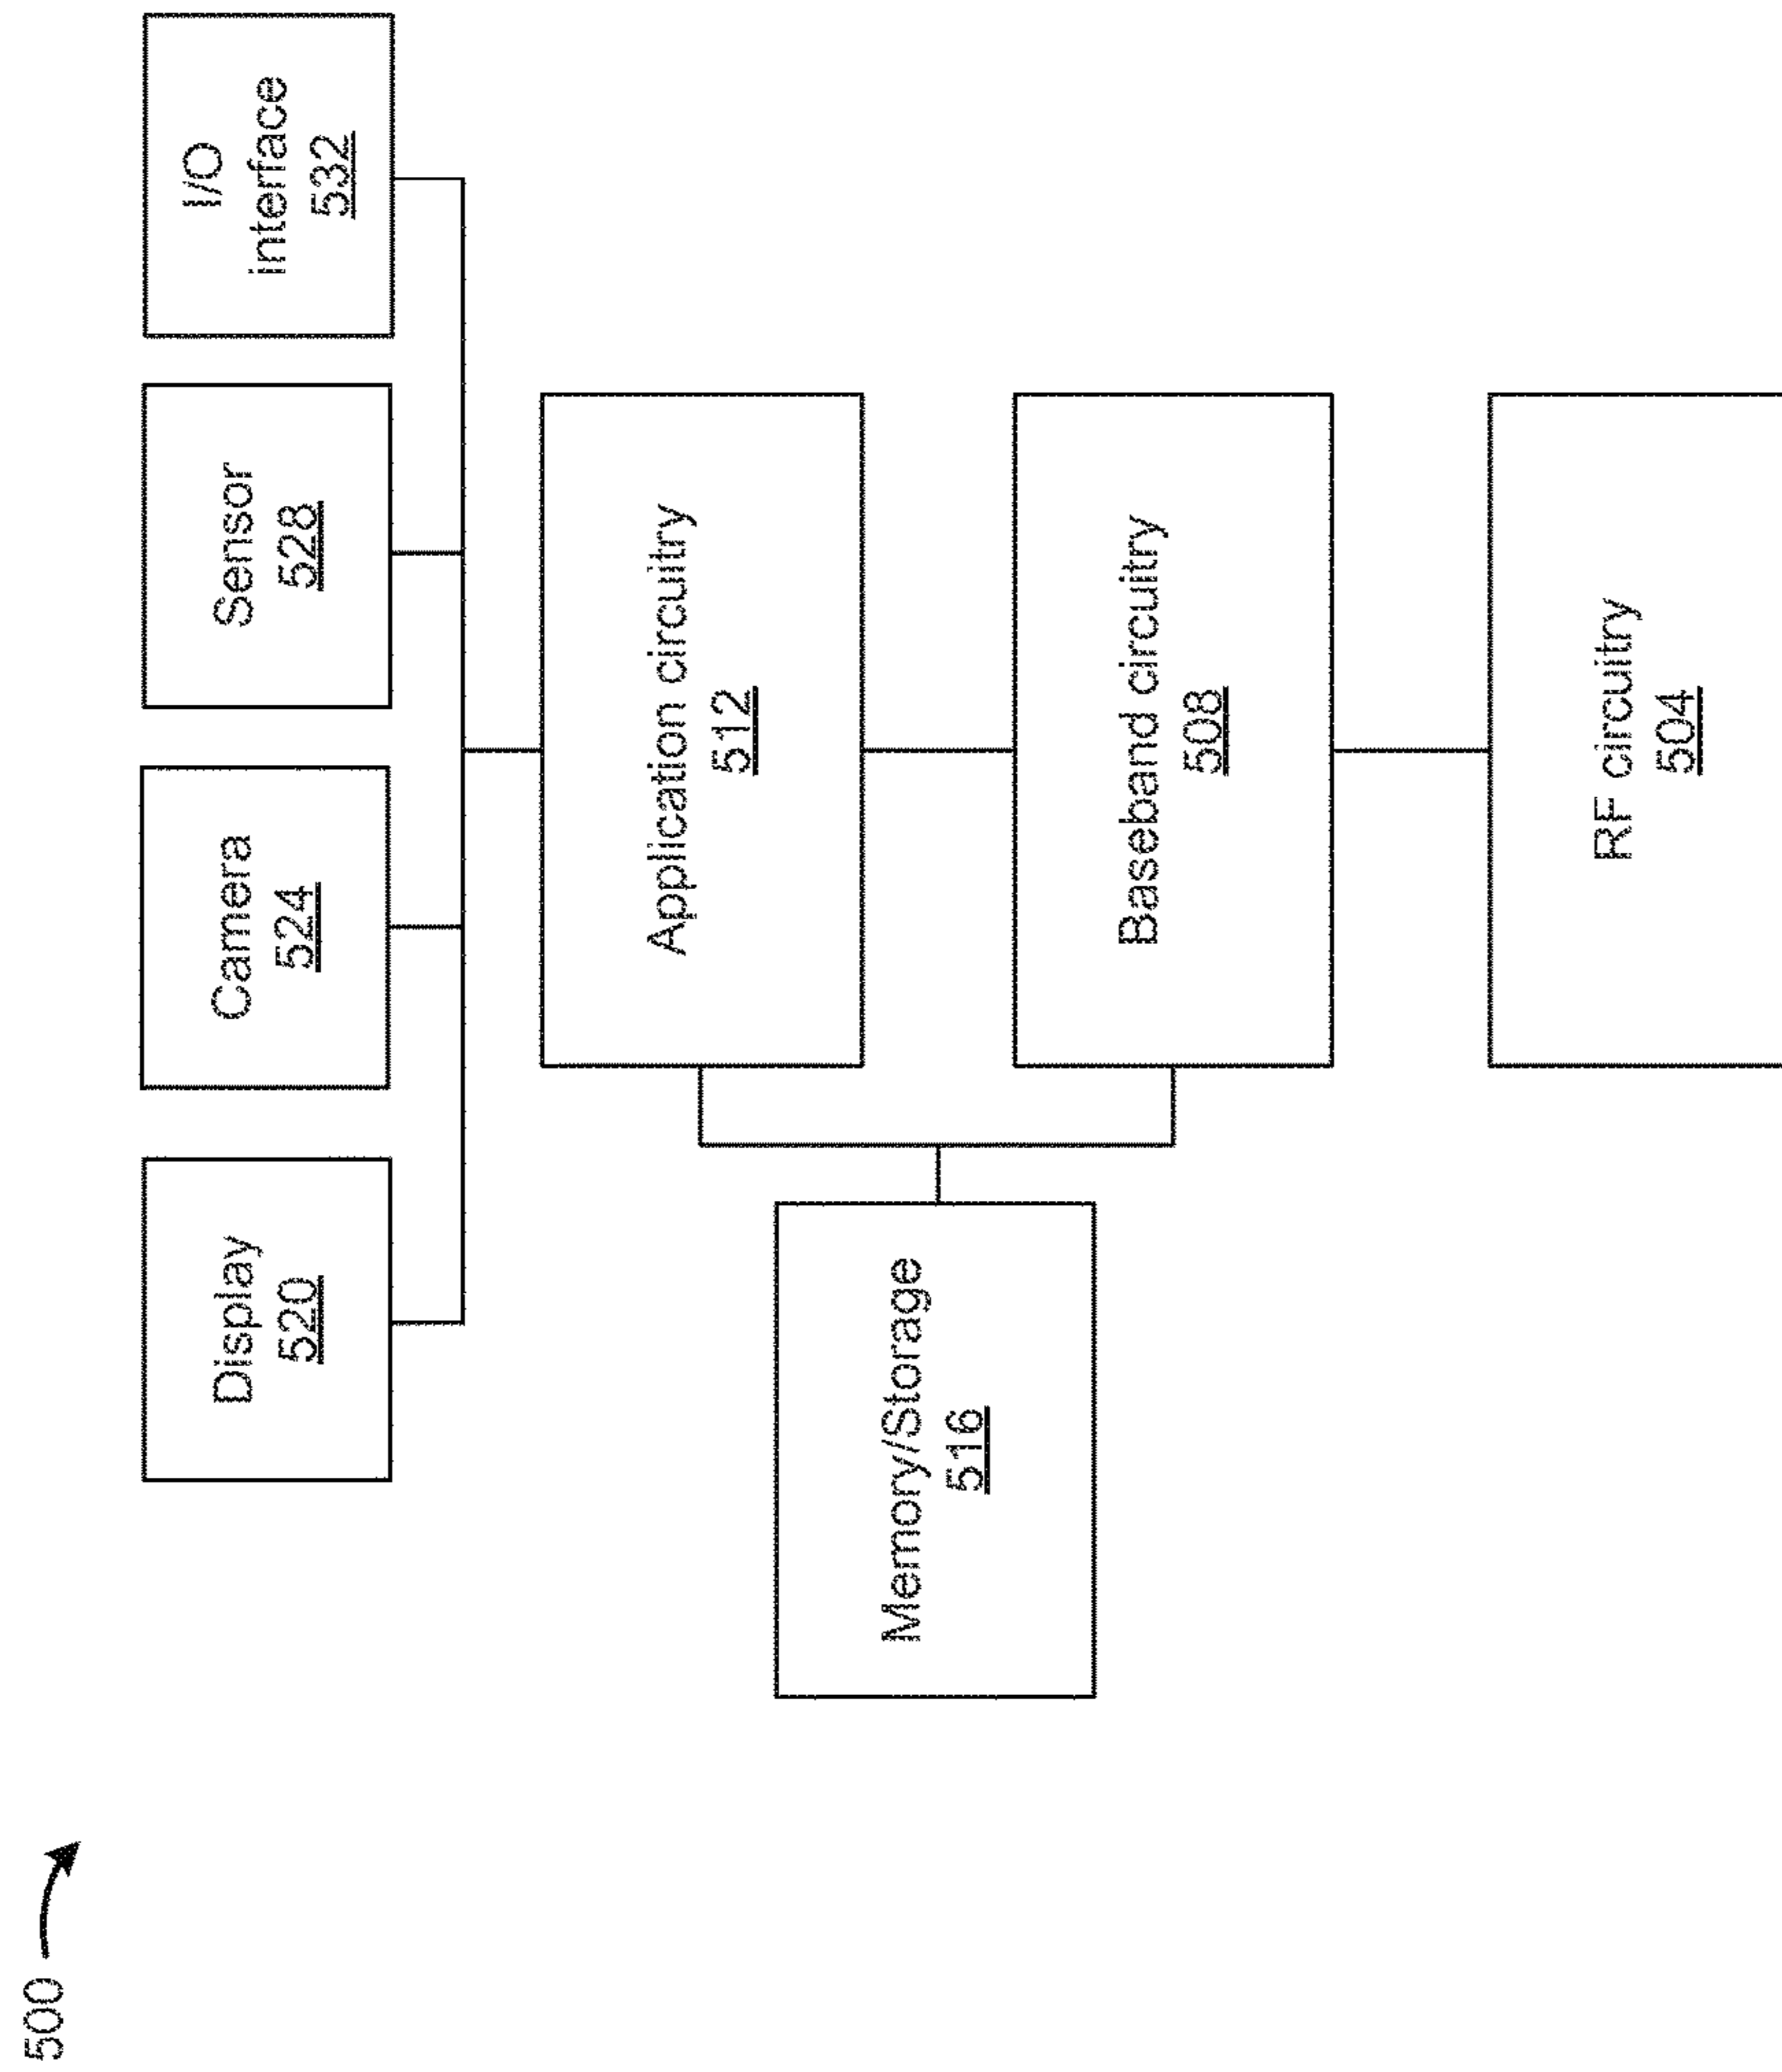 500
Display
520
Camera
524
Sensor
528
I/O
interface
532
Memory/Storage
516
Application circuitry
512
Baseband circuitry
508
RF circuitry
504